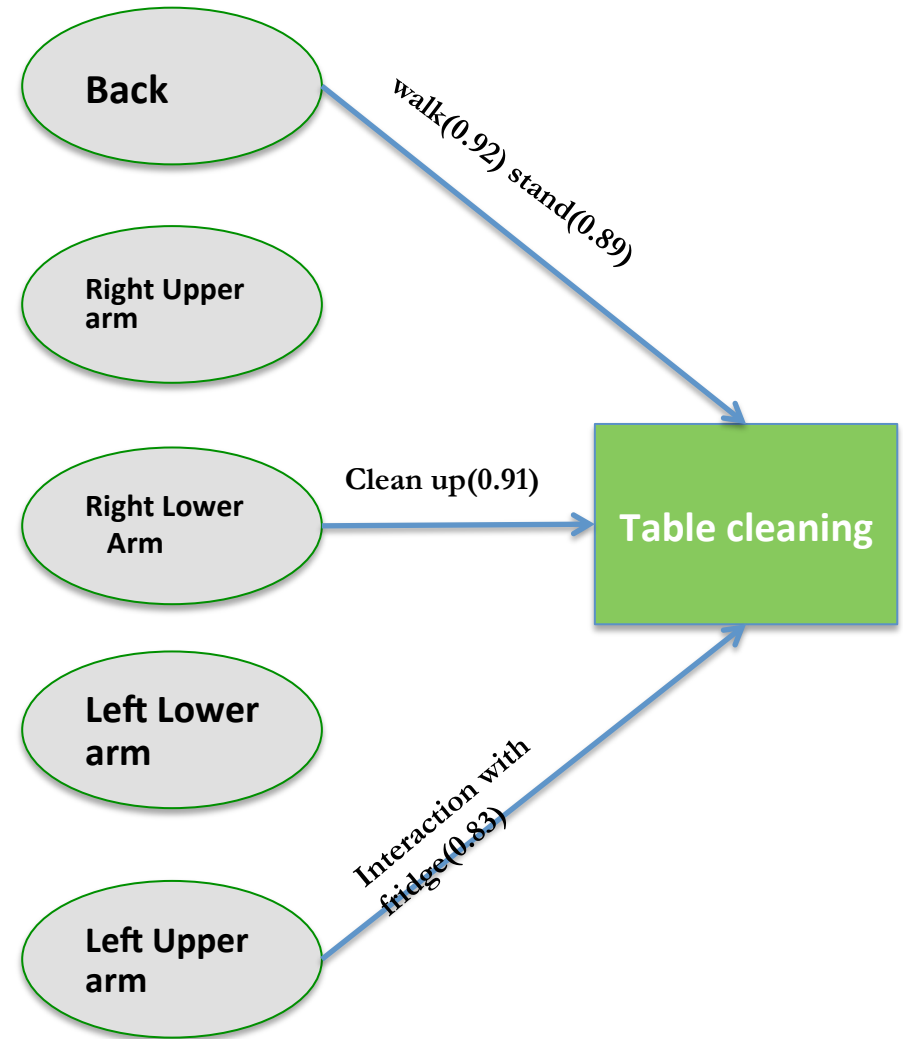 Back
walk(0.92) stand(0.89)
Right Upper
arm
Right Lower
Arm
Clean up(0.91)
Table cleaning
Left Lower
arm
Interaction with
fridge(0.83)
Left Upper
arm